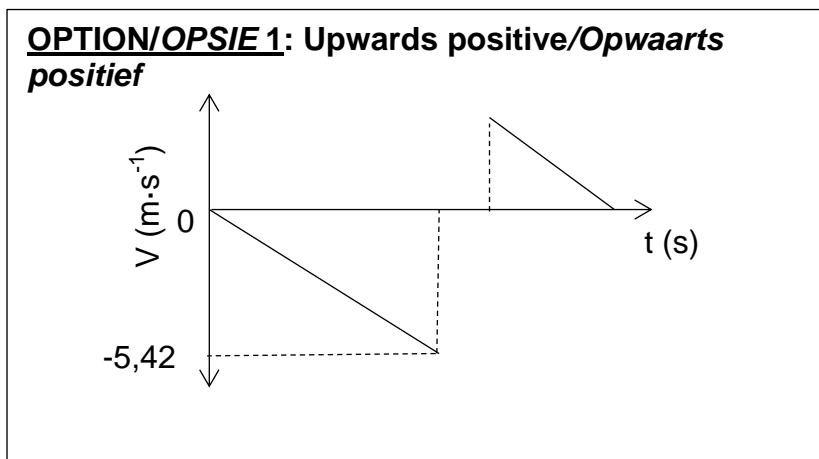 OPTION/OPSIE 1: Upwards positive/Opwaarts
positief
V (m·s-1)
0
t (s)
-5,42